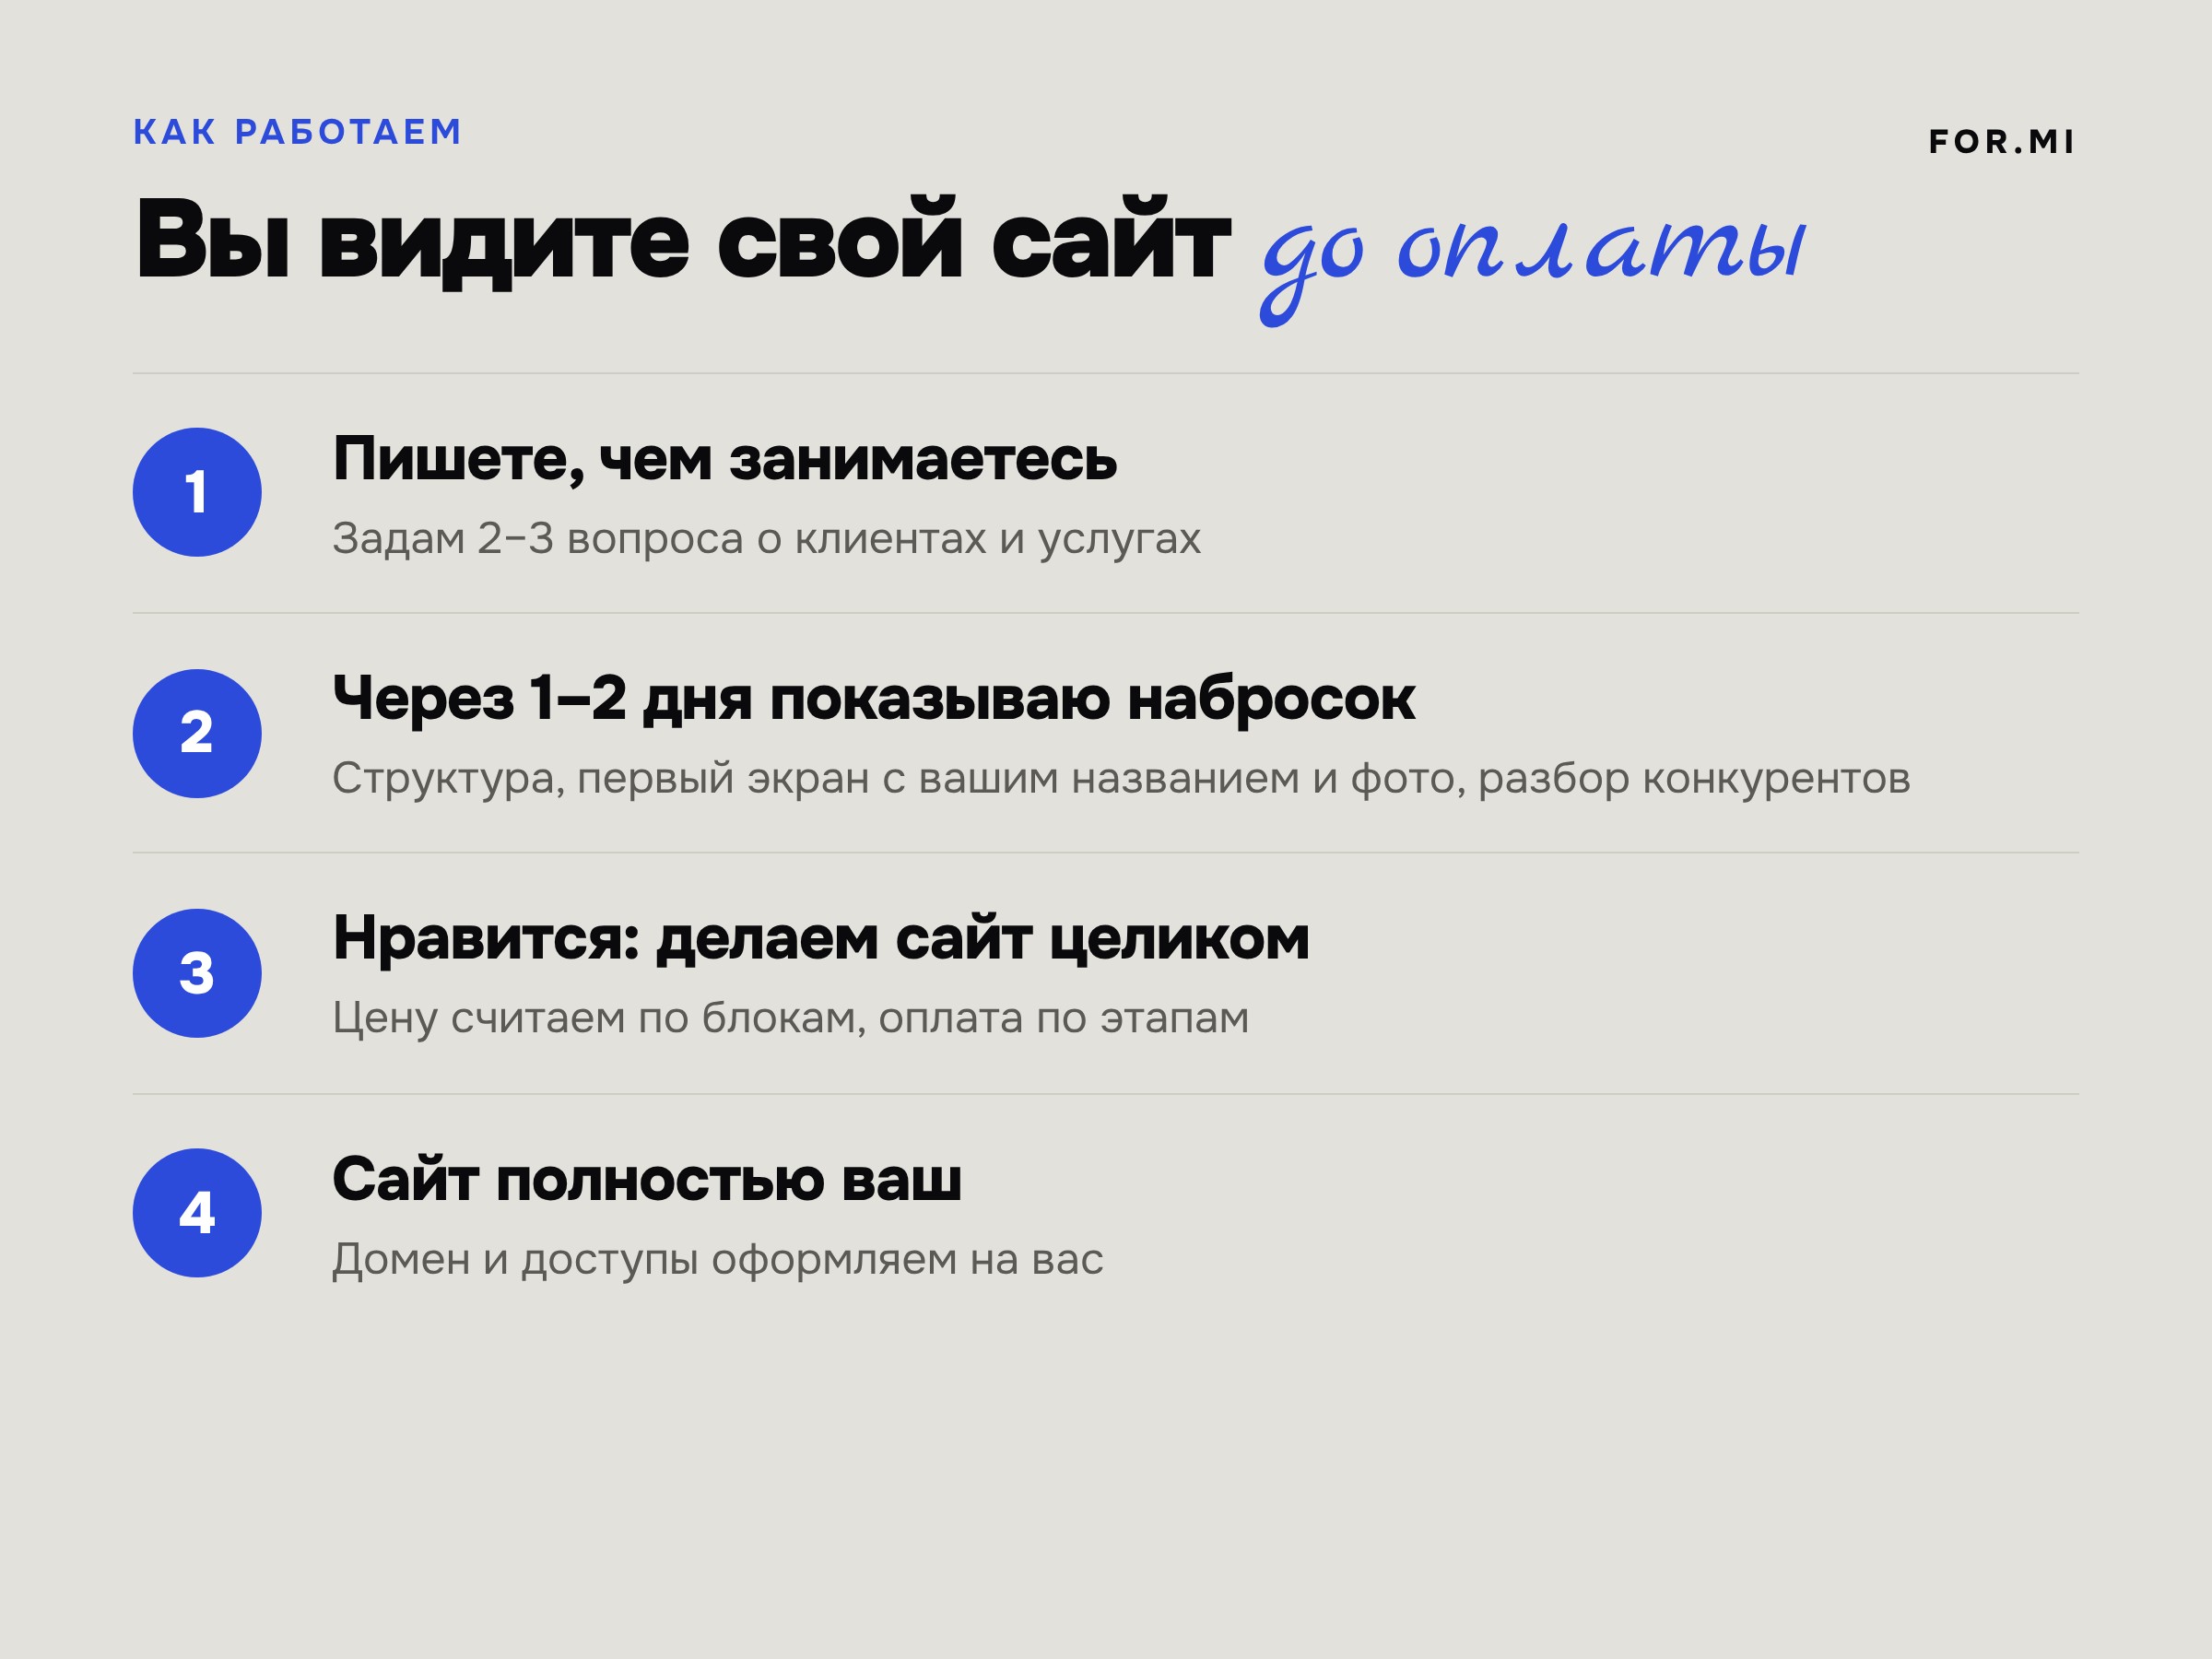 КАК РАБОТАЕМ
FOR.MI
Вы видите свой сайт до оплаты
1
Пишете, чем занимаетесь
Задам 2–3 вопроса о клиентах и услугах
2
Через 1–2 дня показываю набросок
Структура, первый экран с вашим названием и фото, разбор конкурентов
3
Нравится: делаем сайт целиком
Цену считаем по блокам, оплата по этапам
4
Сайт полностью ваш
Домен и доступы оформляем на вас